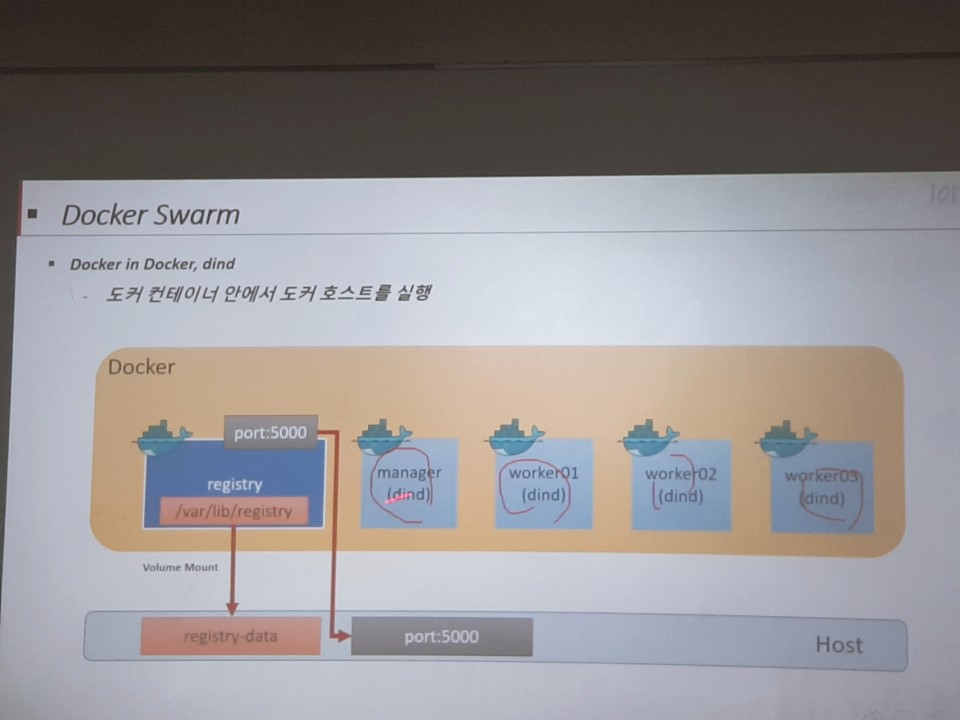 Docker Swarm
Docker in Docker, dind
- 도커 컨테이너 안에서 도커 호스트를 실행
Docker
port:5000
registry
/var/lib/registry
manager
(dind)
worker01
(dind)
worker02
(dind)
worker03
(dind)
Volume Mount
registry-data
port:5000
Host